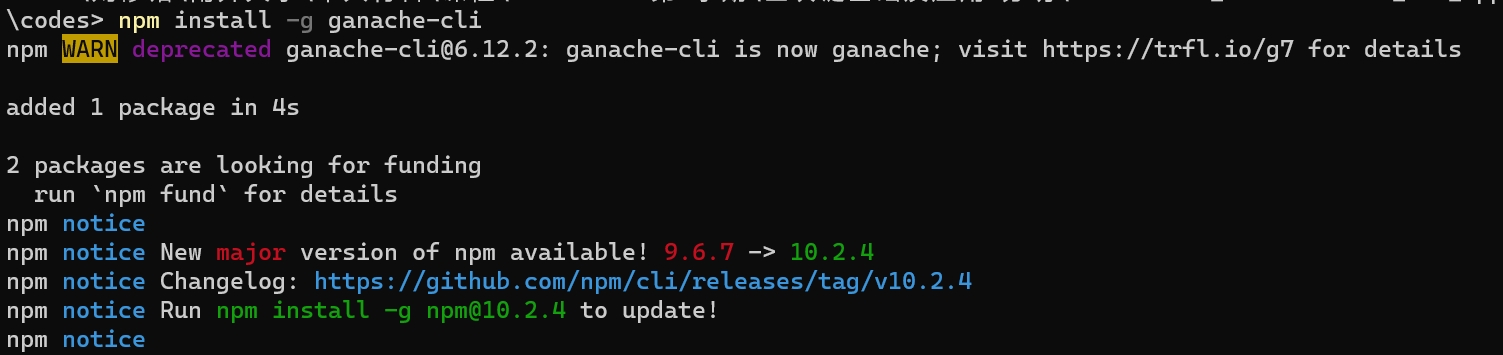 \codes> npm install -g ganache-cli
npm WARN deprecated ganache-cli@6.12.2: ganache-cli is now ganache; visit https://trfl.io/g7 for details
added 1 package in 4s
2 packages are looking for funding
run `npm fund` for details
npm notice
npm notice New major version of npm available! 9.6.7 -> 10.2.4
npm notice Changelog: https://github.com/npm/cli/releases/tag/v10.2.4
npm notice Run npm install -g npm@10.2.4 to update!
npm notice